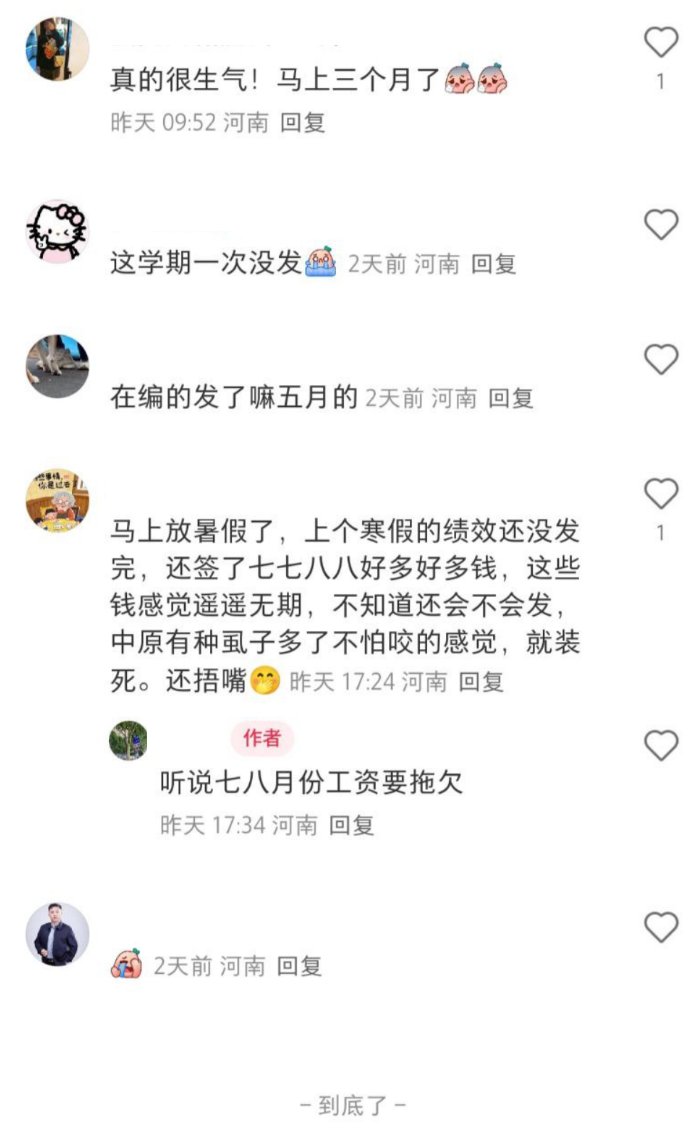 真的很生气！马上三个月了
1
昨天 09:52 河南 回复
这学期一次没发 2天前 河南 回复
在编的发了嘛五月的 2天前 河南 回复
马上放暑假了，上个寒假的绩效还没发
1
完，还签了七七八八好多好多钱，这些
钱感觉遥遥无期，不知道还会不会发，
中原有种虱子多了不怕咬的感觉，就装
死。还捂嘴 昨天 17:24 河南 回复
作者
听说七八月份工资要拖欠
昨天 17:34 河南 回复
2天前 河南 回复
– 到底了 –